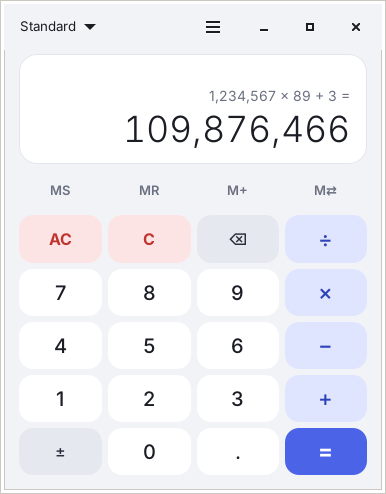 Standard
1,234,567 × 89 + 3 =
109,876,466
MS MR M+ M⇄
AC C ÷
7 8 9 ×
4 5 6 −
1 2 3 +
± 0 . =